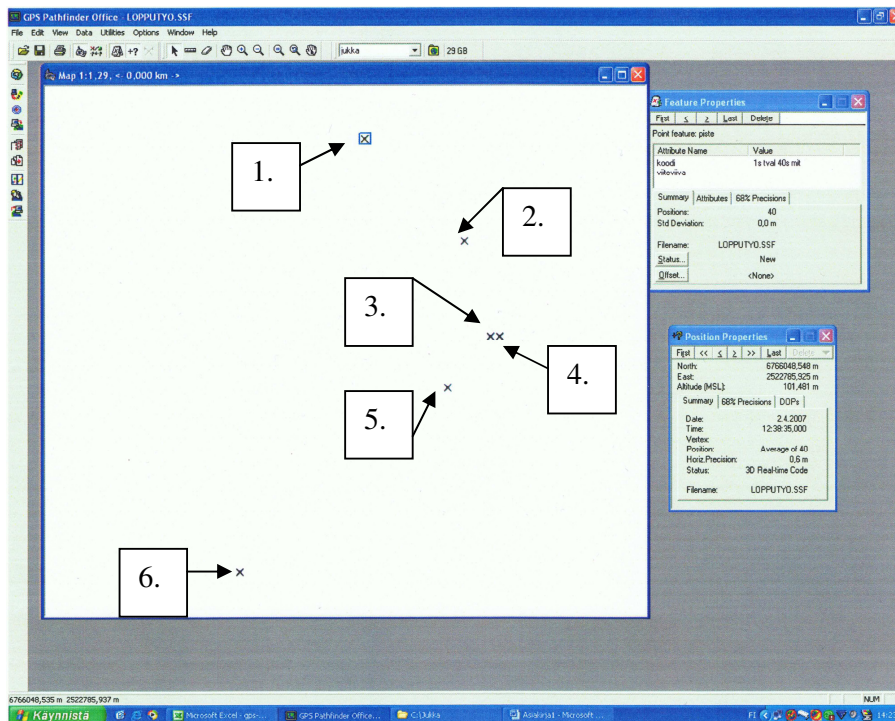 GPS Pathfinder Office - LOPPUTYO.SSF
File Edit View Data Utilities Options Window Help
jukka 29 GB
Map 1:1,29, <- 0,000 km ->
1.
2.
3.
4.
5.
6.
Feature Properties
First < > Last Delete
Point feature: piste
Attribute Name Value
koodi 1s tval 40s mit
viiteviiva
Summary Attributes 68% Precisions
Positions: 40
Std Deviation: 0,0 m
Filename: LOPPUTYO.SSF
Status... New
Offset... <None>
Position Properties
First << < > >> Last Delete
North: 6766048,548 m
East: 2522785,925 m
Altitude (MSL): 101,481 m
Summary 68% Precisions DOPs
Date: 2.4.2007
Time: 12:38:35,000
Vertex:
Position: Average of 40
Horiz.Precision: 0,6 m
Status: 3D Real-time Code
Filename: LOPPUTYO.SSF
6766048,535 m 2522785,937 m NUM
Käynnistä Microsoft Excel - gps-... GPS Pathfinder Office... C:\Jukka Asiakirja1 - Microsoft ... FI